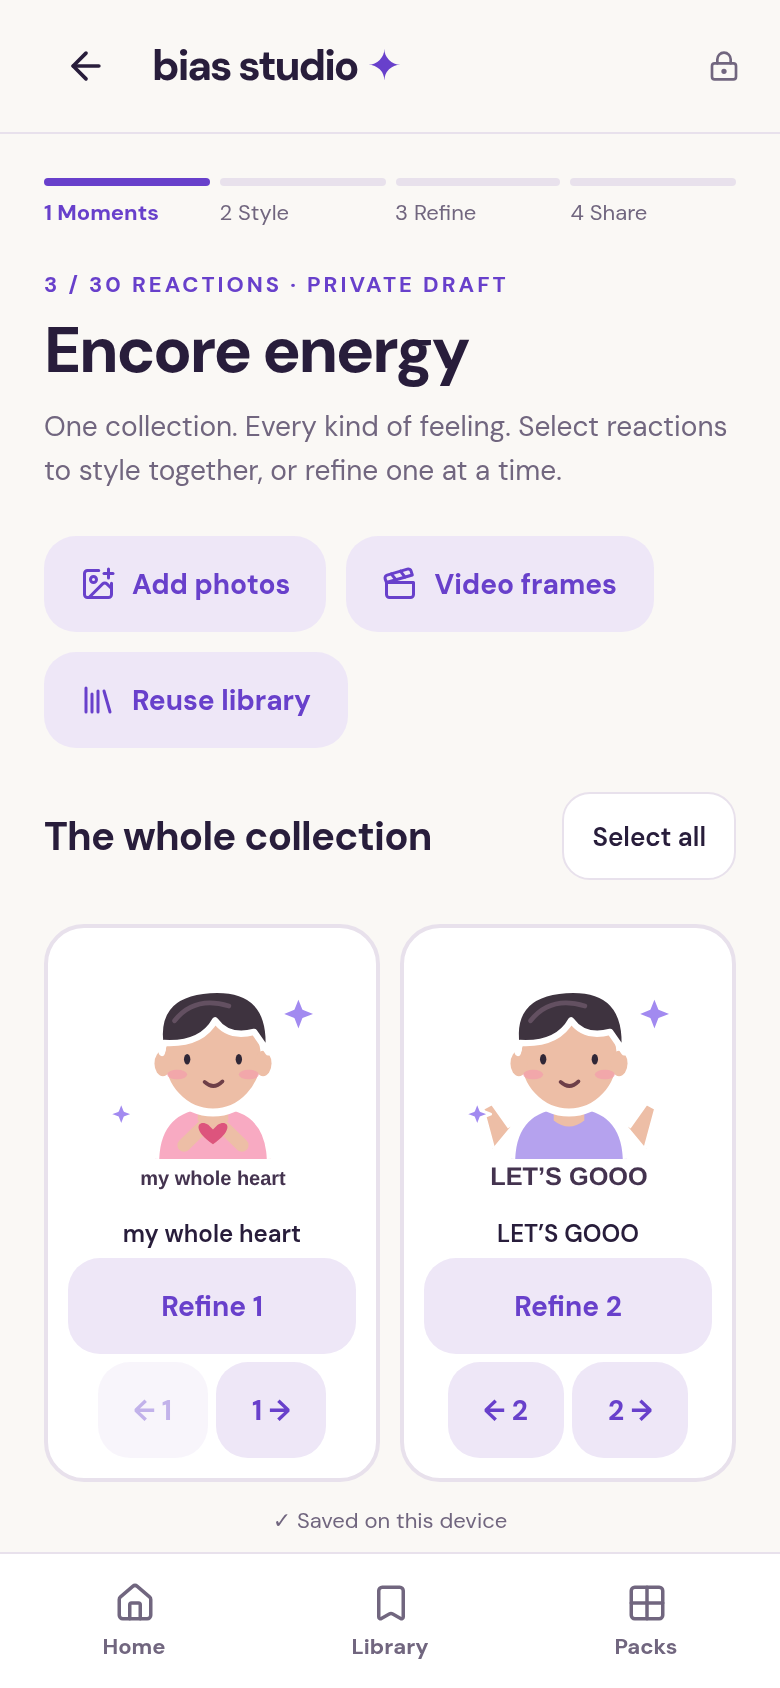 bias studio
1 Moments
2 Style
3 Refine
4 Share
3 / 30 REACTIONS · PRIVATE DRAFT
Encore energy
One collection. Every kind of feeling. Select reactions
to style together, or refine one at a time.
Add photos
Video frames
Reuse library
The whole collection
Select all
my whole heart
my whole heart
Refine 1
← 1
1 →
LET’S GOOO
LET’S GOOO
Refine 2
← 2
2 →
✓ Saved on this device
Home
Library
Packs